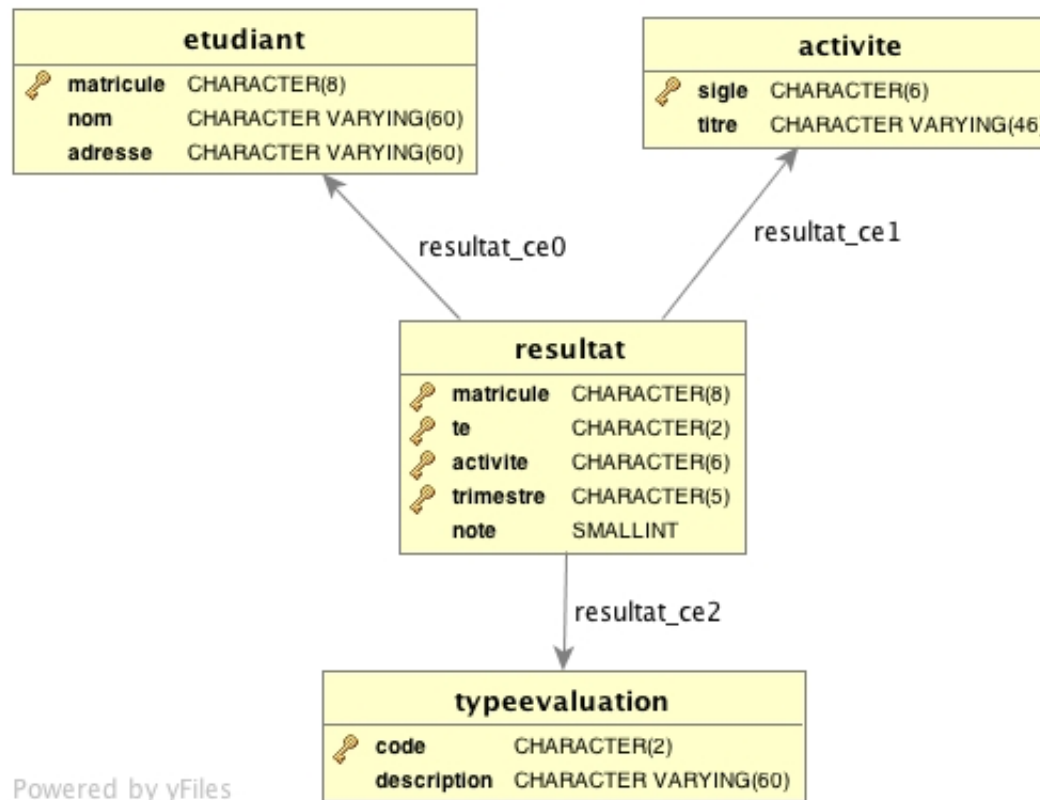 etudiant
matricule CHARACTER(8)
nom CHARACTER VARYING(60)
adresse CHARACTER VARYING(60)
activite
sigle CHARACTER(6)
titre CHARACTER VARYING(46)
resultat_ce0
resultat_ce1
resultat
matricule CHARACTER(8)
te CHARACTER(2)
activite CHARACTER(6)
trimestre CHARACTER(5)
note SMALLINT
resultat_ce2
typeevaluation
code CHARACTER(2)
description CHARACTER VARYING(60)
Powered by yFiles